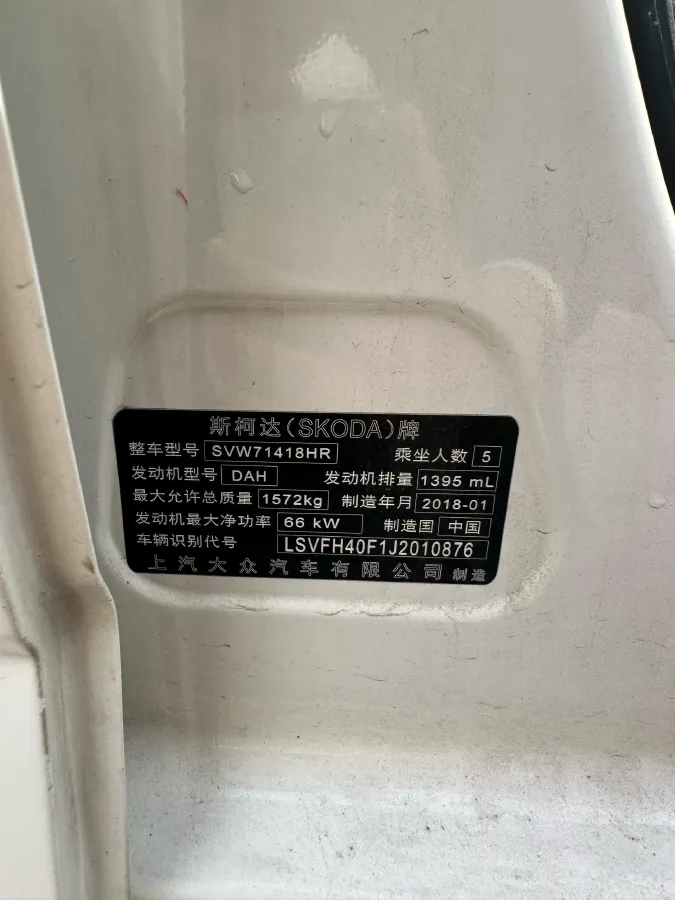 斯柯达(SKODA)牌
整车型号 SVW71418HR 乘坐人数 5
发动机型号 DAH 发动机排量 1395 mL
最大允许总质量 1572kg 制造年月 2018-01
发动机最大净功率 66 kW 制造国 中国
车辆识别代号 LSVFH40F1J2010876
上汽大众汽车有限公司 制造